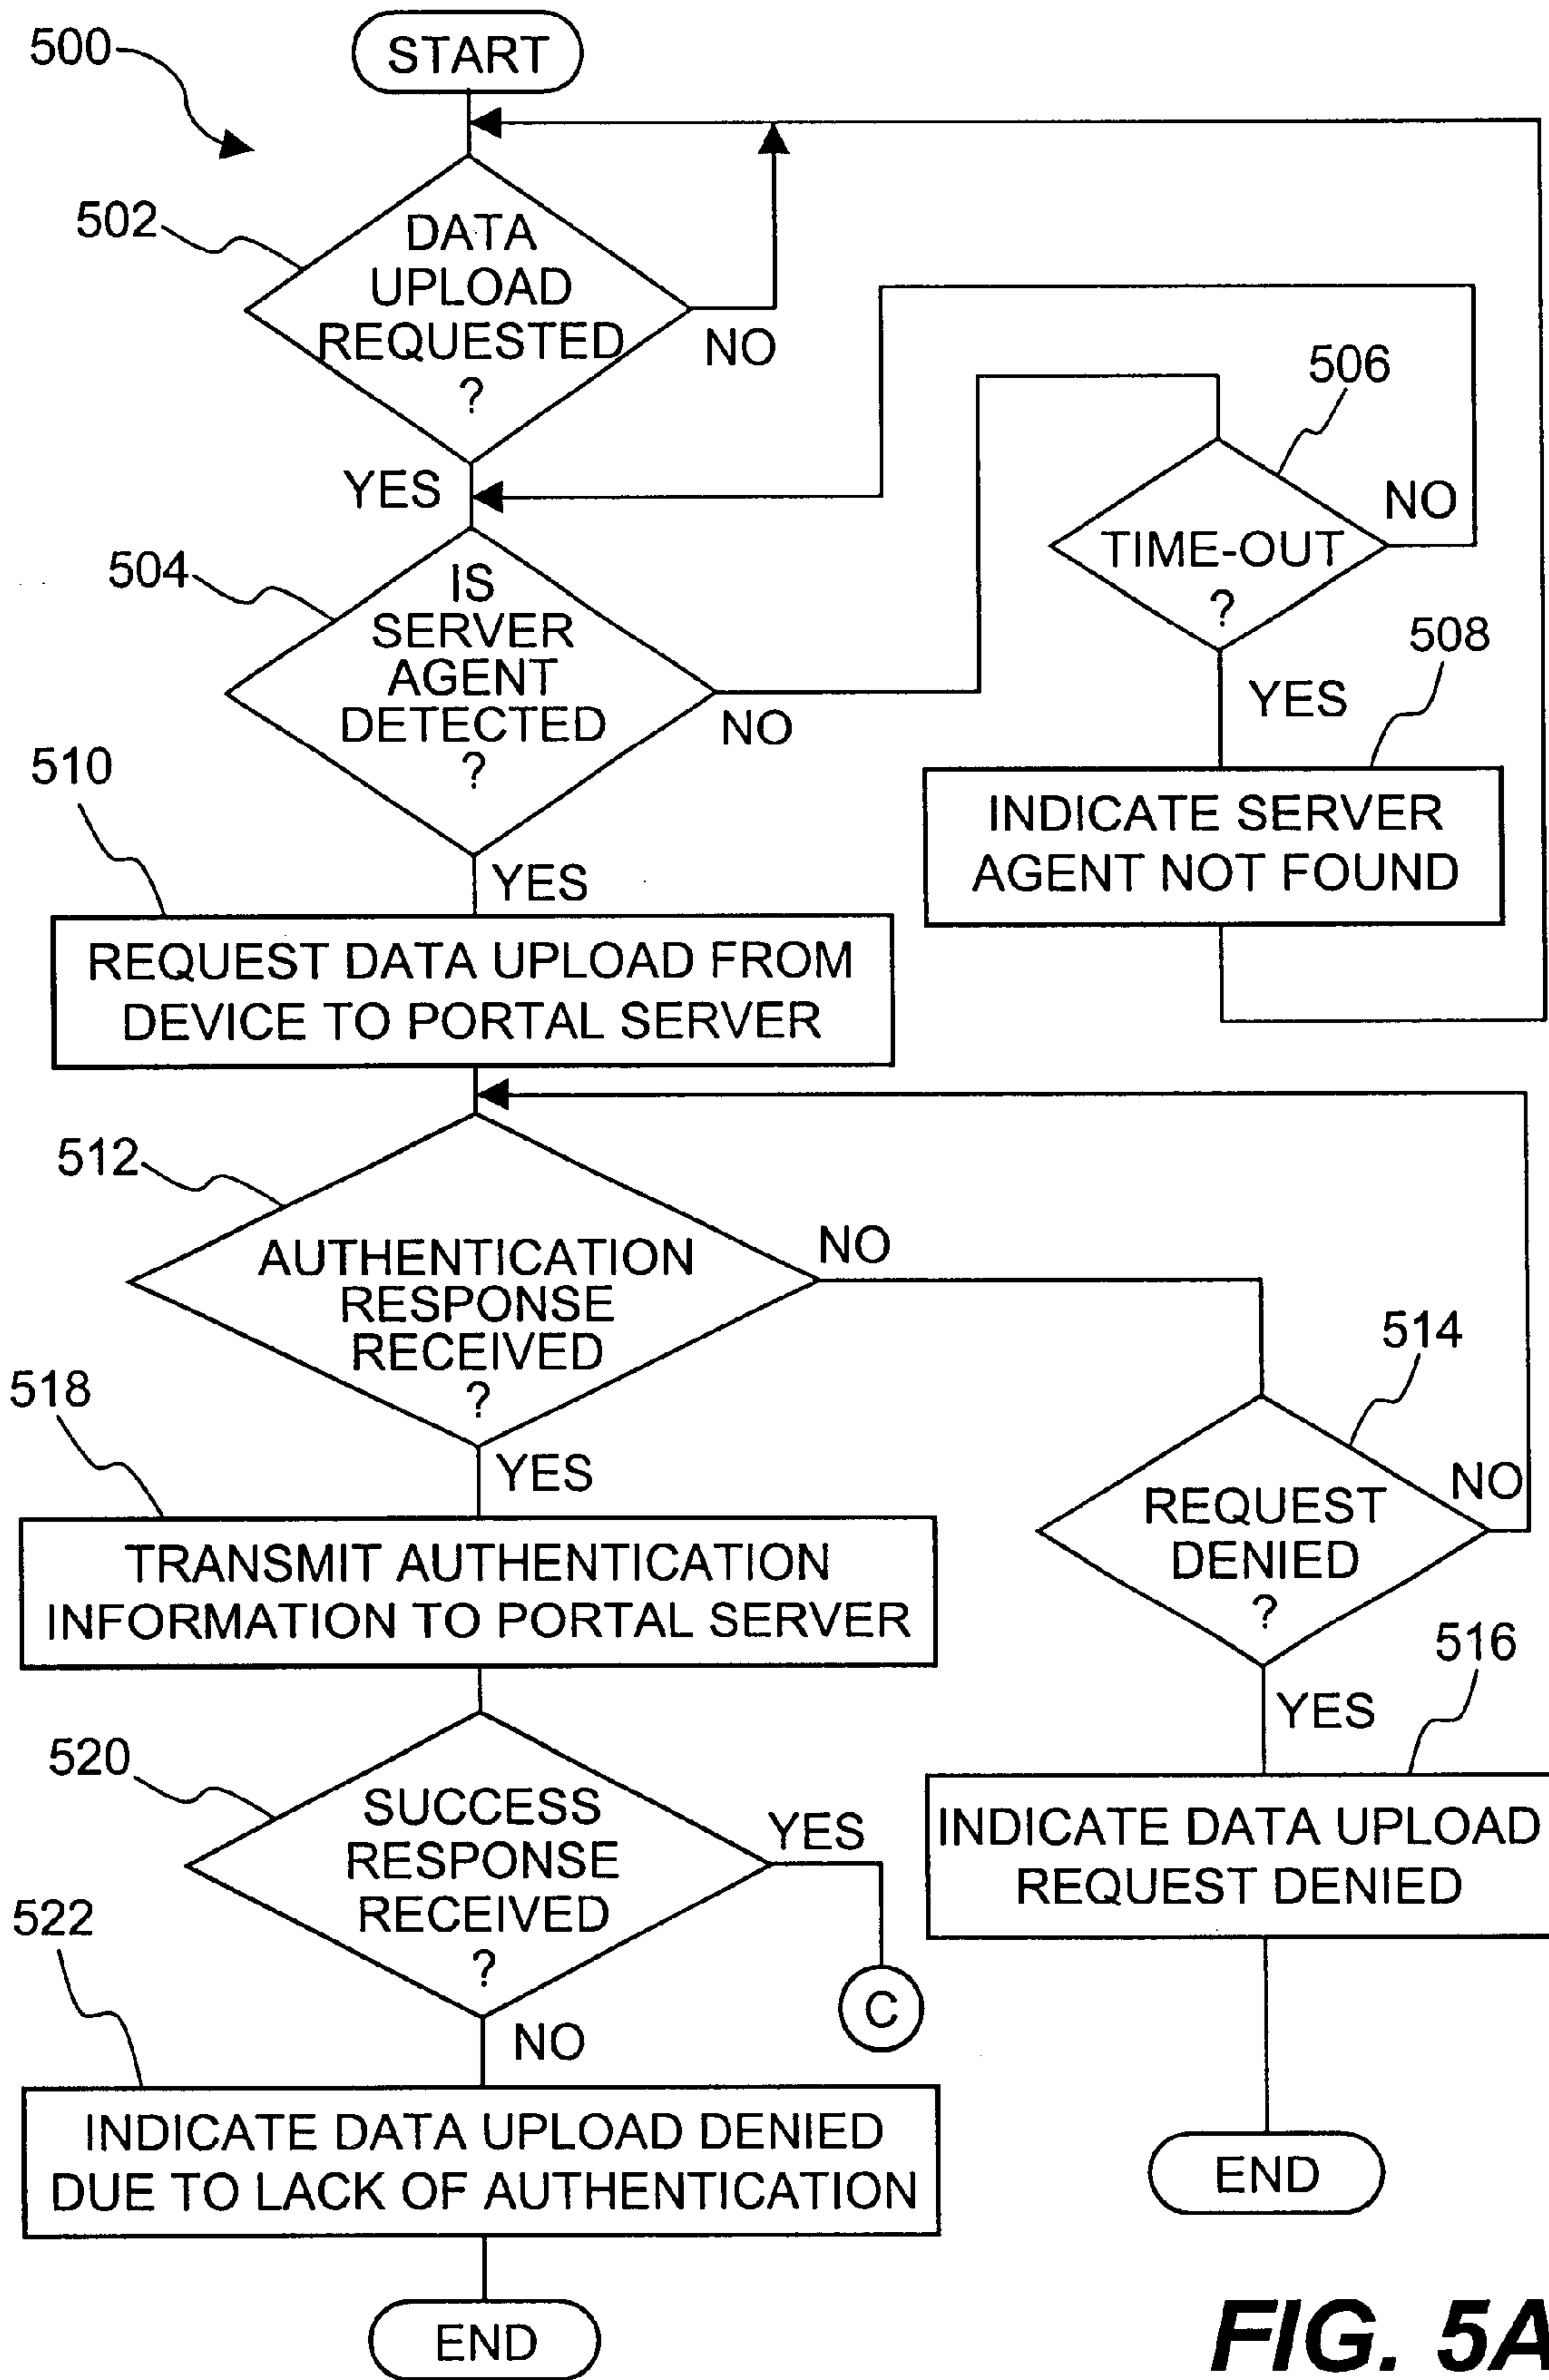 500
START
502
DATA
UPLOAD
REQUESTED
?
NO
YES
506
TIME-OUT
?
NO
YES
504
IS
SERVER
AGENT
DETECTED
?
NO
YES
508
INDICATE SERVER
AGENT NOT FOUND
510
REQUEST DATA UPLOAD FROM
DEVICE TO PORTAL SERVER
512
AUTHENTICATION
RESPONSE
RECEIVED
?
NO
YES
514
REQUEST
DENIED
?
NO
YES
518
TRANSMIT AUTHENTICATION
INFORMATION TO PORTAL SERVER
516
INDICATE DATA UPLOAD
REQUEST DENIED
END
520
SUCCESS
RESPONSE
RECEIVED
?
YES
C
NO
522
INDICATE DATA UPLOAD DENIED
DUE TO LACK OF AUTHENTICATION
END
FIG. 5A